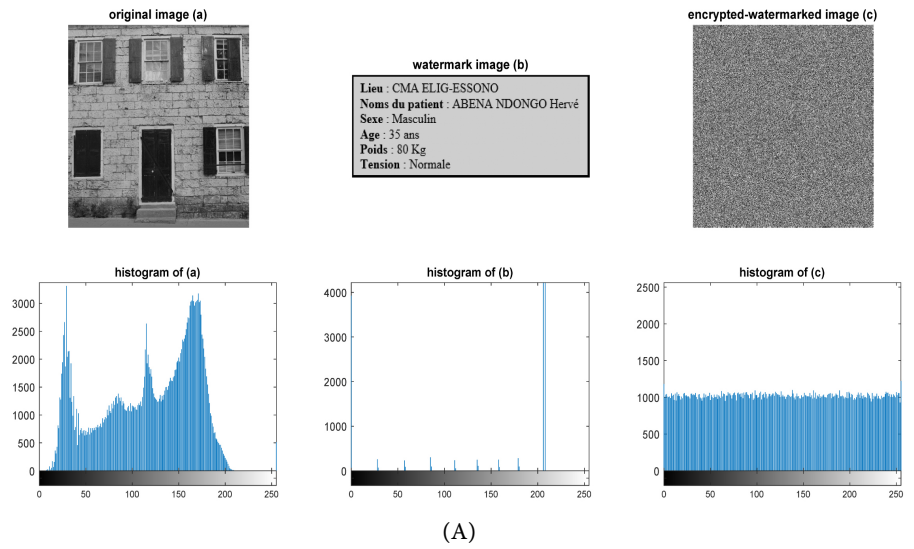 original image (a)
watermark image (b)
encrypted-watermarked image (c)
Lieu : CMA ELIG-ESSONO
Noms du patient : ABENA NDONGO Hervé
Sexe : Masculin
Age : 35 ans
Poids : 80 Kg
Tension : Normale
histogram of (a)
3000
2500
2000
1500
1000
500
0
0 50 100 150 200 250
histogram of (b)
4000
3000
2000
1000
0
0 50 100 150 200 250
histogram of (c)
2500
2000
1500
1000
500
0
0 50 100 150 200 250
(A)